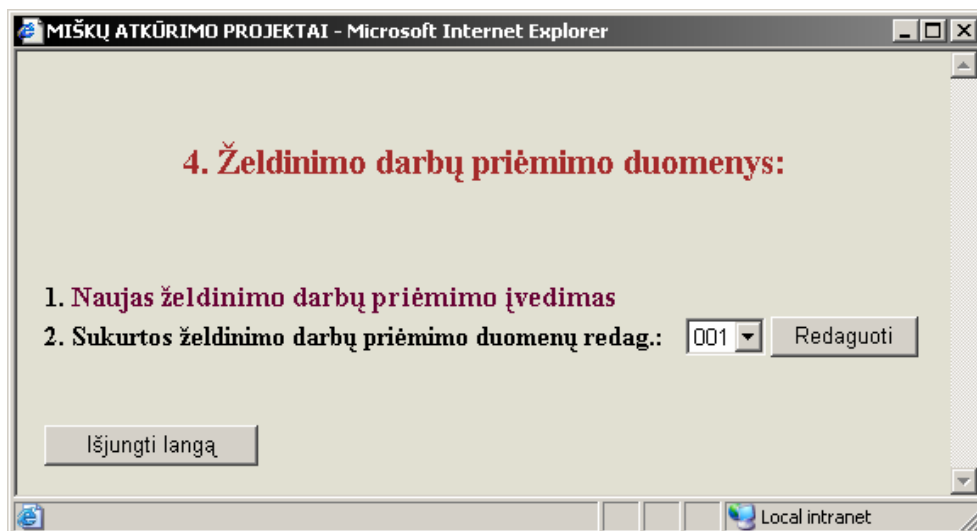 MIŠKŲ ATKŪRIMO PROJEKTAI - Microsoft Internet Explorer
4. Želdinimo darbų priėmimo duomenys:
1. Naujas želdinimo darbų priėmimo įvedimas
2. Sukurtos želdinimo darbų priėmimo duomenų redag.: 001 Redaguoti
Išjungti langą
Local intranet